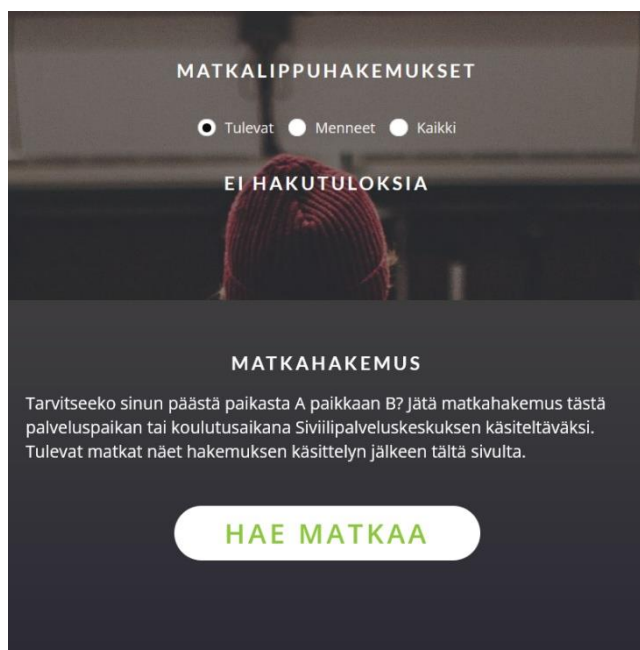 MATKALIPPUHAKEMUKSET
Tulevat Menneet Kaikki
EI HAKUTULOKSIA
MATKAHAKEMUS
Tarvitseeko sinun päästä paikasta A paikkaan B? Jätä matkahakemus tästä
palveluspaikan tai koulutusaikana Siviilipalveluskeskuksen käsiteltäväksi.
Tulevat matkat näet hakemuksen käsittelyn jälkeen tältä sivulta.
HAE MATKAA